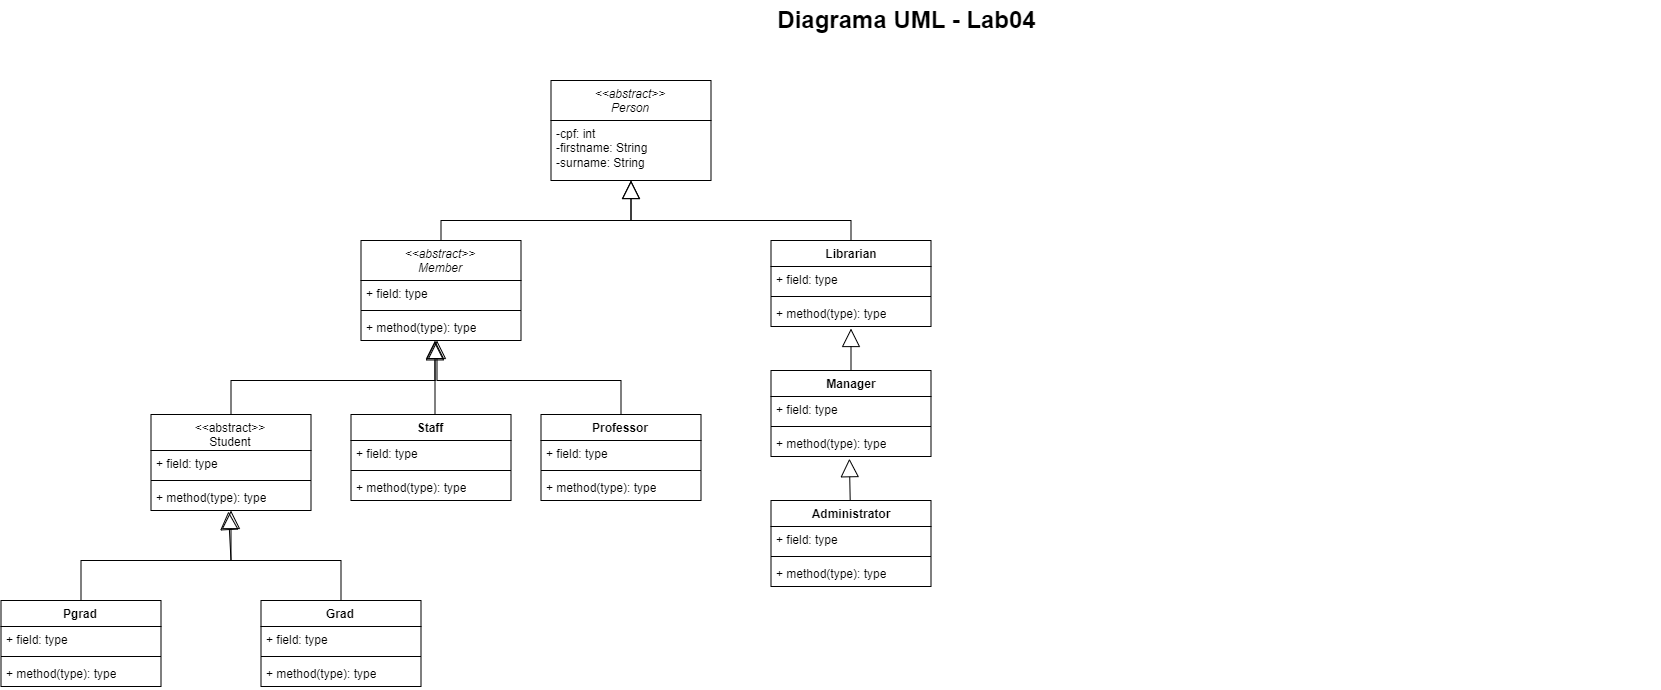 Diagrama UML - Lab04
<<abstract>>
Person
-cpf: int
-firstname: String
-surname: String
<<abstract>>
Member
+ field: type
+ method(type): type
Librarian
+ field: type
+ method(type): type
Manager
+ field: type
+ method(type): type
<<abstract>>
Student
+ field: type
+ method(type): type
Staff
+ field: type
+ method(type): type
Professor
+ field: type
+ method(type): type
Administrator
+ field: type
+ method(type): type
Pgrad
+ field: type
+ method(type): type
Grad
+ field: type
+ method(type): type